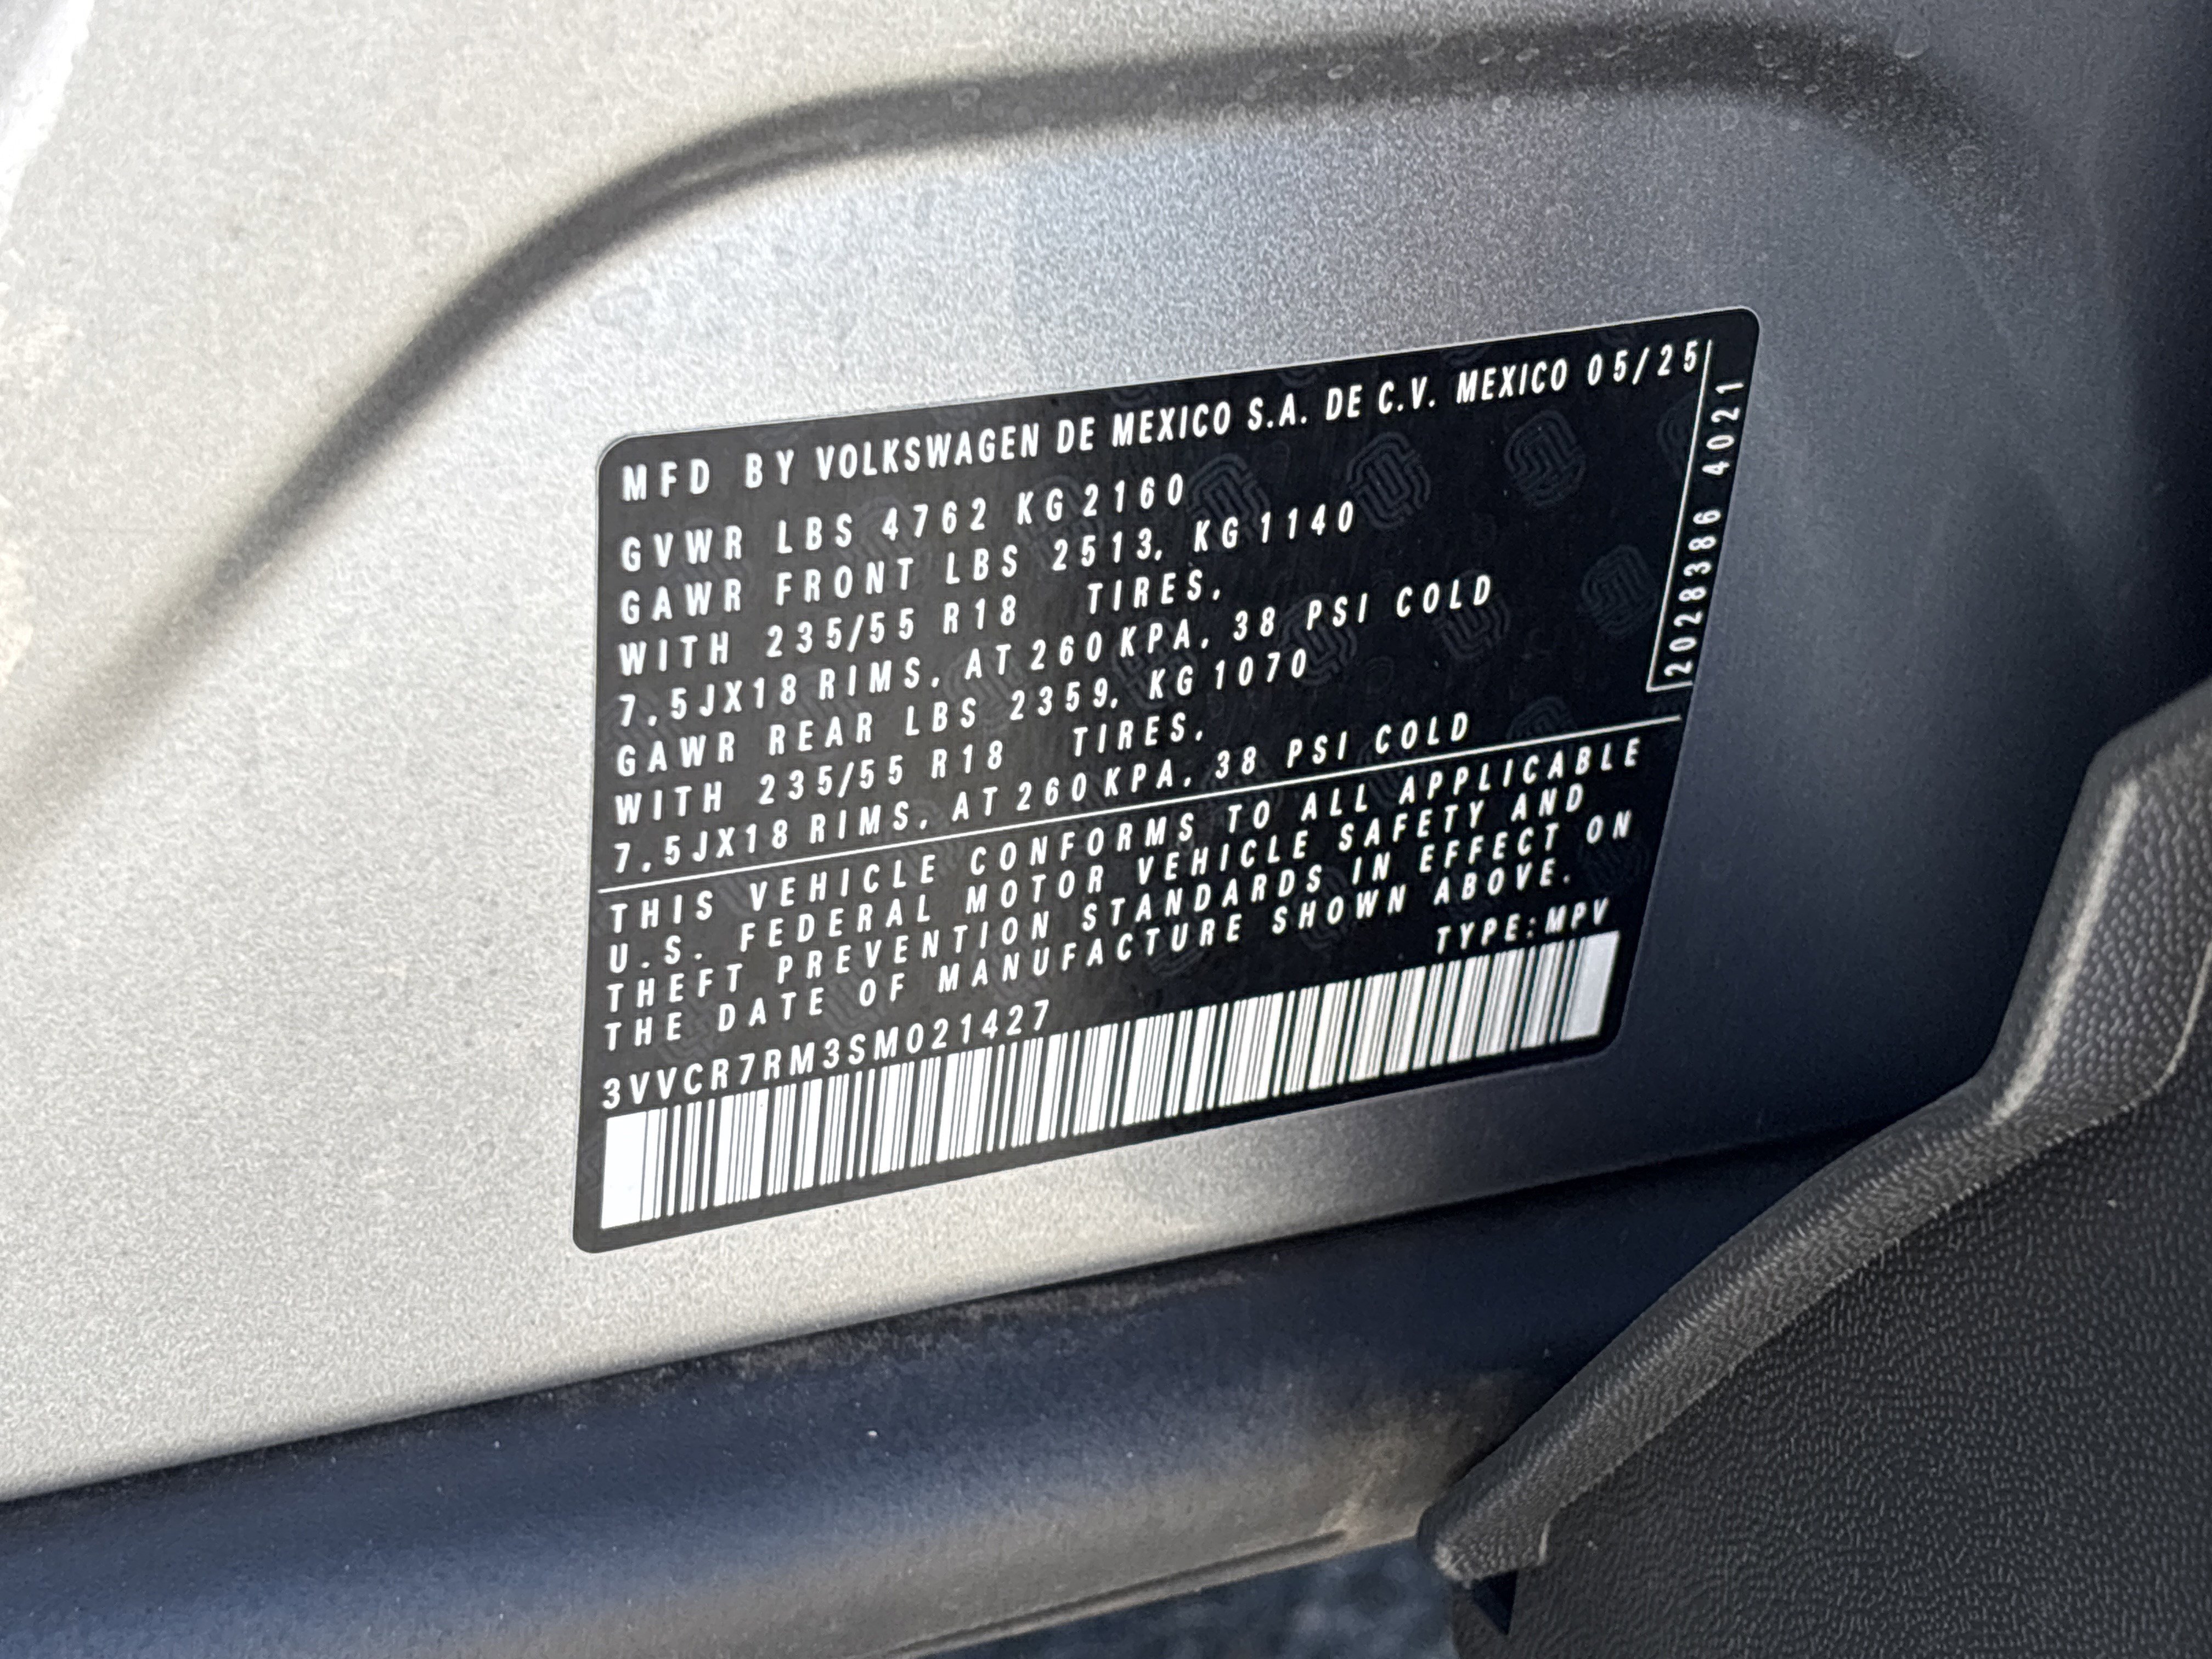 MFD BY VOLKSWAGEN DE MEXICO S.A. DE C.V. MEXICO 05/25
GVWR LBS 4762 KG 2160
GAWR FRONT LBS 2513, KG 1140
WITH 235/55 R18 TIRES,
7.5JX18 RIMS, AT 260 KPA, 38 PSI COLD
GAWR REAR LBS 2359, KG 1070
WITH 235/55 R18 TIRES,
7.5JX18 RIMS, AT 260 KPA, 38 PSI COLD
2028386 4021
THIS VEHICLE CONFORMS TO ALL APPLICABLE
U.S. FEDERAL MOTOR VEHICLE SAFETY AND
THEFT PREVENTION STANDARDS IN EFFECT ON
THE DATE OF MANUFACTURE SHOWN ABOVE.
TYPE: MPV
3VVCR7RM3SM021427